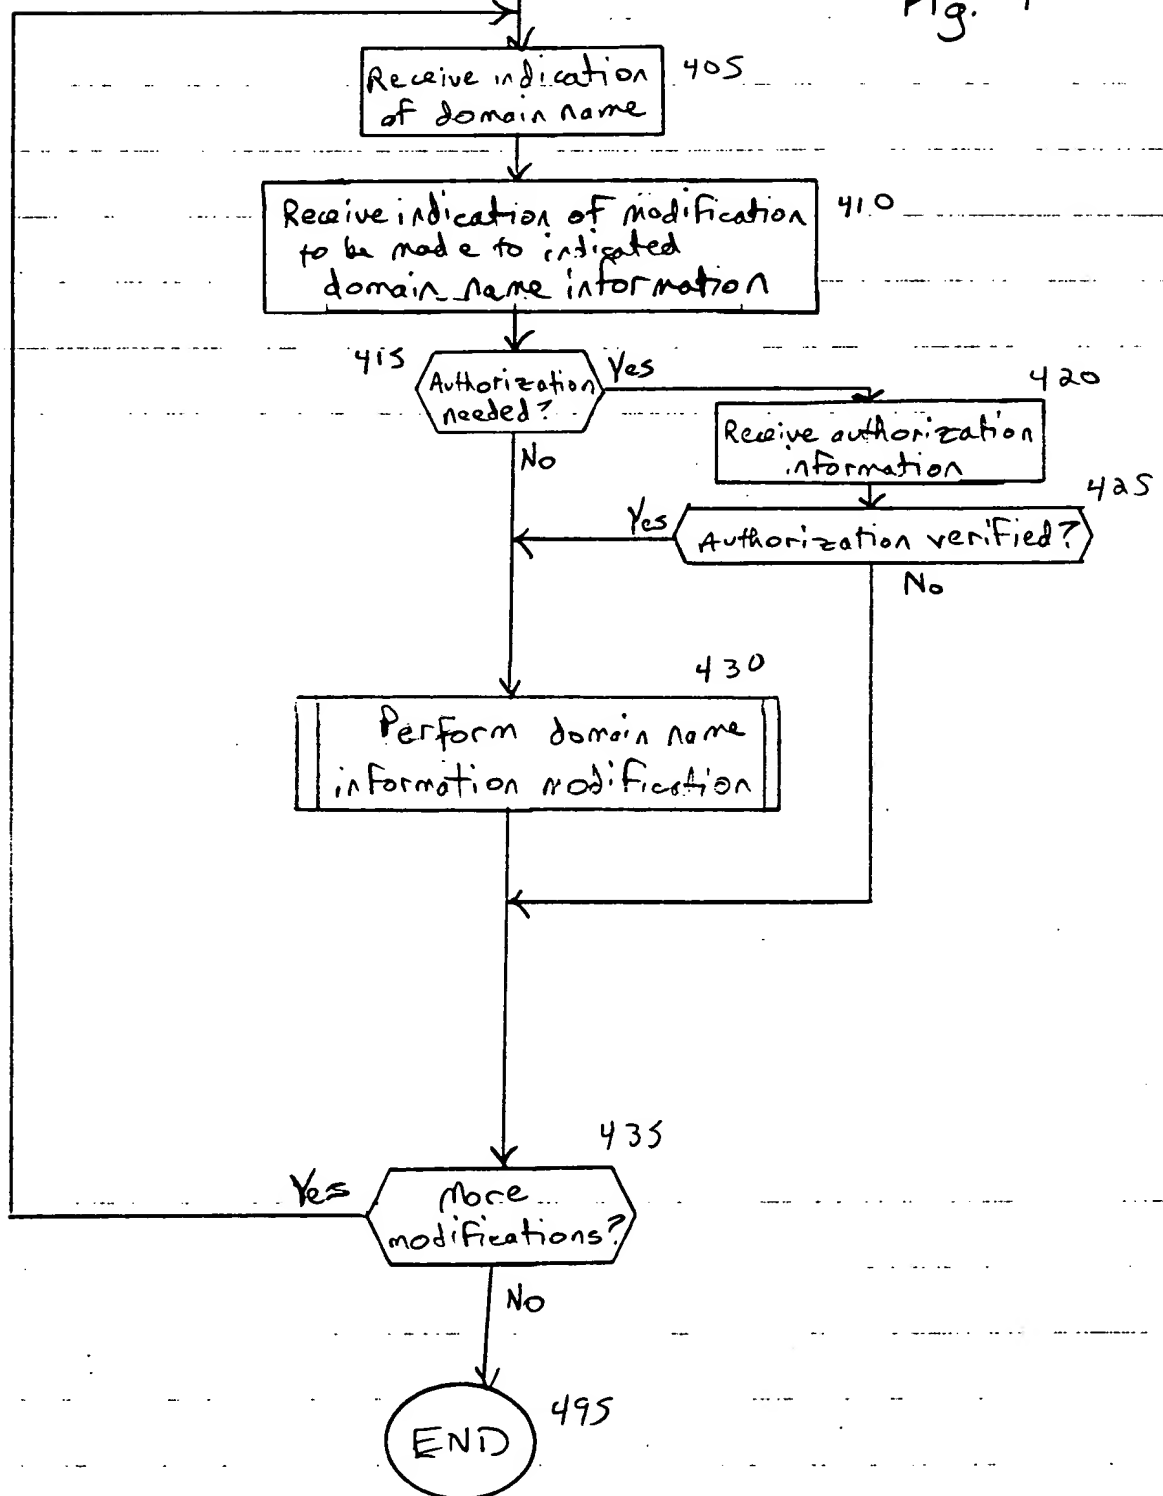 Fig.
Receive indication
of domain name
405
Receive indication of modification
to be made to indicated
domain name information
410
415
Authorization
needed?
Yes
No
420
Receive authorization
information
425
Authorization verified?
Yes
No
430
Perform domain name
information modification
435
More
modifications?
Yes
No
END
495